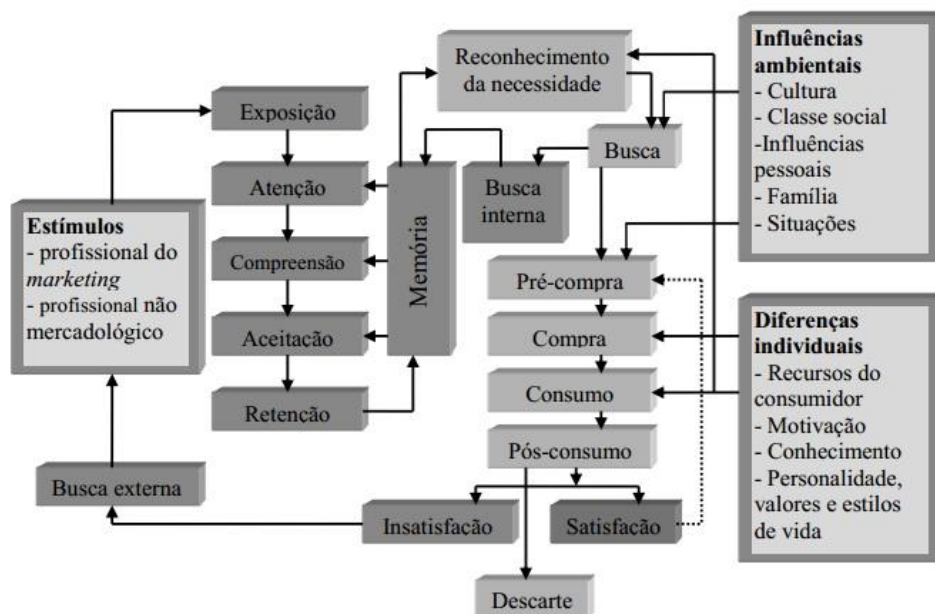 Reconhecimento
da necessidade
Influências
ambientais
- Cultura
- Classe social
-Influências
pessoais
- Família
- Situações
Exposição
Busca
Atenção
Busca
interna
Memória
Estímulos
- profissional do
marketing
- profissional não
mercadológico
Compreensão
Pré-compra
Aceitação
Compra
Diferenças
individuais
- Recursos do
consumidor
- Motivação
- Conhecimento
- Personalidade,
valores e estilos
de vida
Retenção
Consumo
Pós-consumo
Busca externa
Insatisfação
Satisfação
Descarte